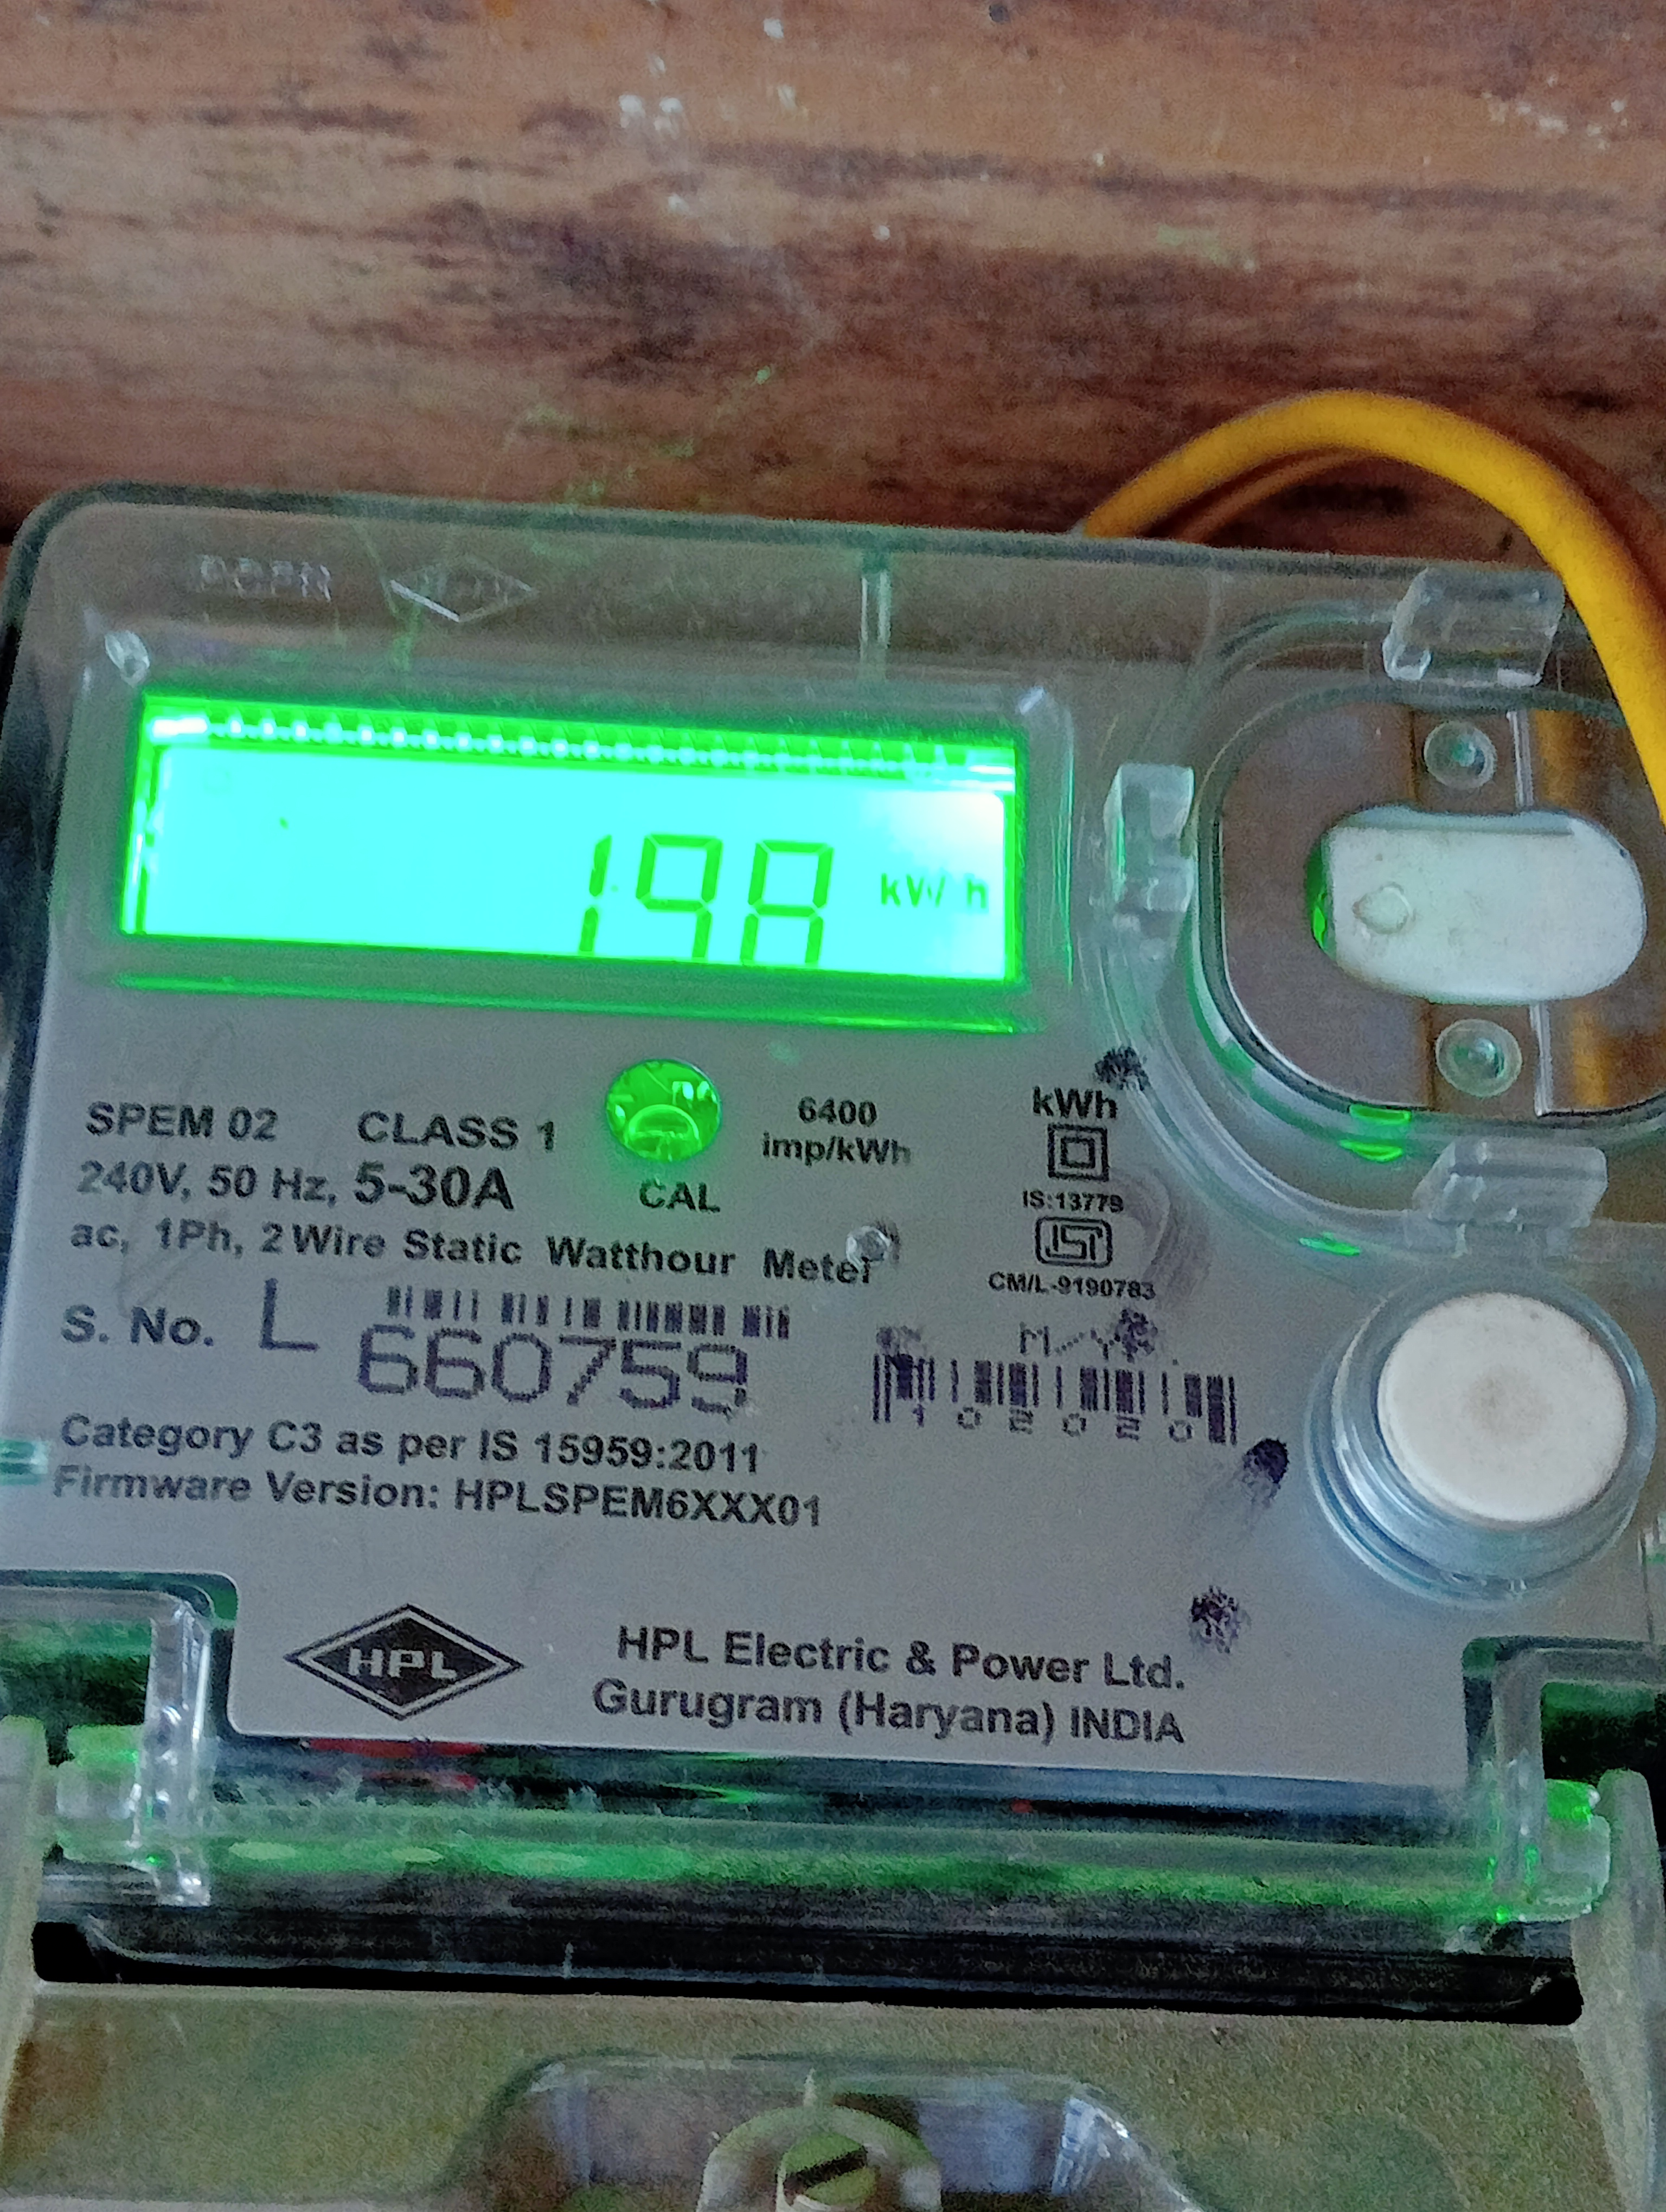 198 kWh
SPEM 02 CLASS 1
6400
imp/kWh
kWh
240V, 50 Hz, 5-30A
CAL
IS:13779
ac, 1Ph, 2 Wire Static Watthour Meter
CM/L-9190783
S. No. L 660759
102020
Category C3 as per IS 15959:2011
Firmware Version: HPLSPEM6XXX01
HPL
HPL Electric & Power Ltd.
Gurugram (Haryana) INDIA